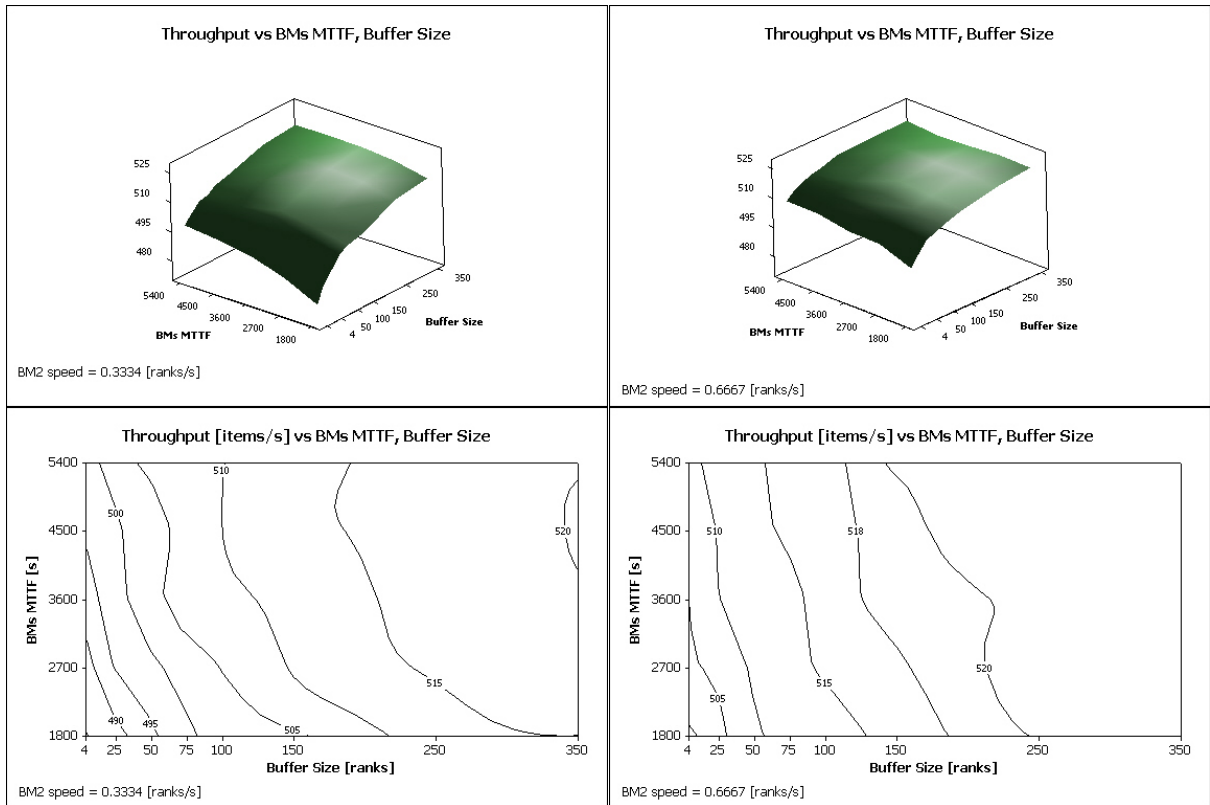 Throughput vs BMs MTTF, Buffer Size
525
510
495
480
5400
4500
3600
2700
1800
BMs MTTF
4
50
100
150
250
350
Buffer Size
BM2 speed = 0.3334 [ranks/s]
Throughput vs BMs MTTF, Buffer Size
525
510
495
480
5400
4500
3600
2700
1800
BMs MTTF
4
50
100
150
250
350
Buffer Size
BM2 speed = 0.6667 [ranks/s]
Throughput [items/s] vs BMs MTTF, Buffer Size
BMs MTTF [s]
5400
4500
3600
2700
1800
510
500
520
515
505
495
490
4 25 50 75 100 150 250 350
Buffer Size [ranks]
BM2 speed = 0.3334 [ranks/s]
Throughput [items/s] vs BMs MTTF, Buffer Size
BMs MTTF [s]
5400
4500
3600
2700
1800
510
518
520
515
505
4 25 50 75 100 150 250 350
Buffer Size [ranks]
BM2 speed = 0.6667 [ranks/s]